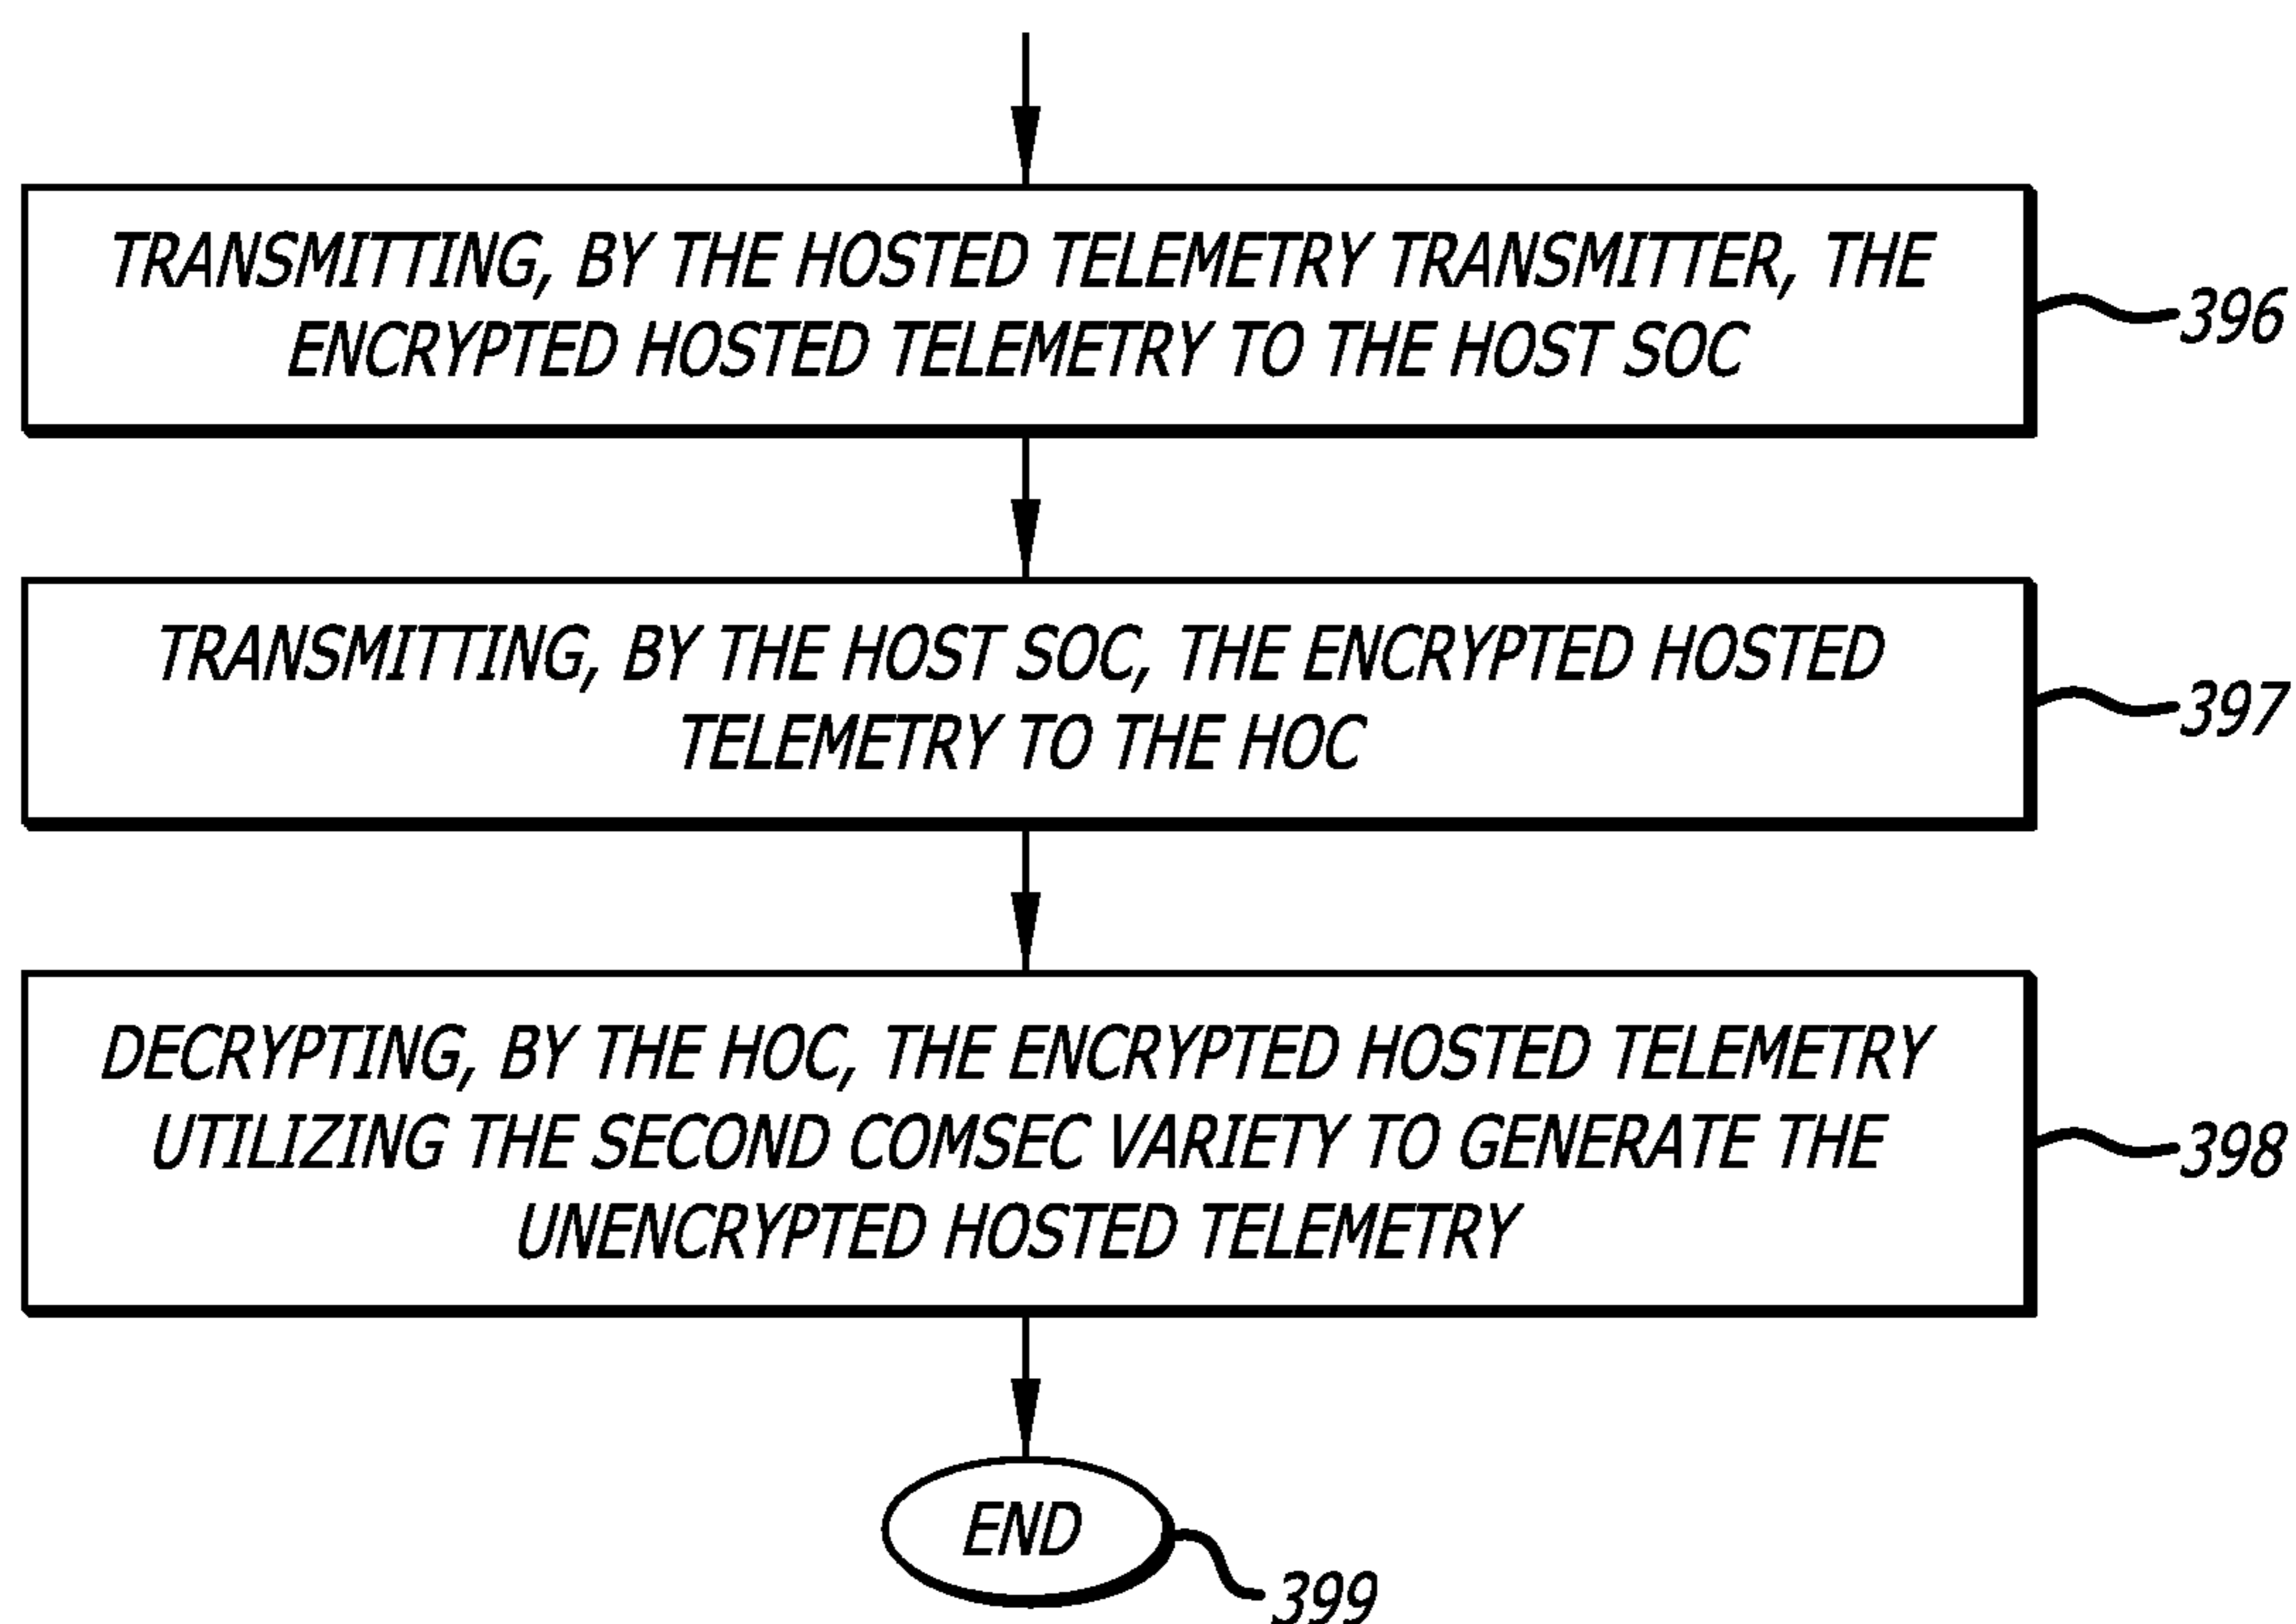 TRANSMITTING, BY THE HOSTED TELEMETRY TRANSMITTER, THE
ENCRYPTED HOSTED TELEMETRY TO THE HOST SOC
396
TRANSMITTING, BY THE HOST SOC, THE ENCRYPTED HOSTED
TELEMETRY TO THE HOC
397
DECRYPTING, BY THE HOC, THE ENCRYPTED HOSTED TELEMETRY
UTILIZING THE SECOND COMSEC VARIETY TO GENERATE THE
UNENCRYPTED HOSTED TELEMETRY
398
END
399